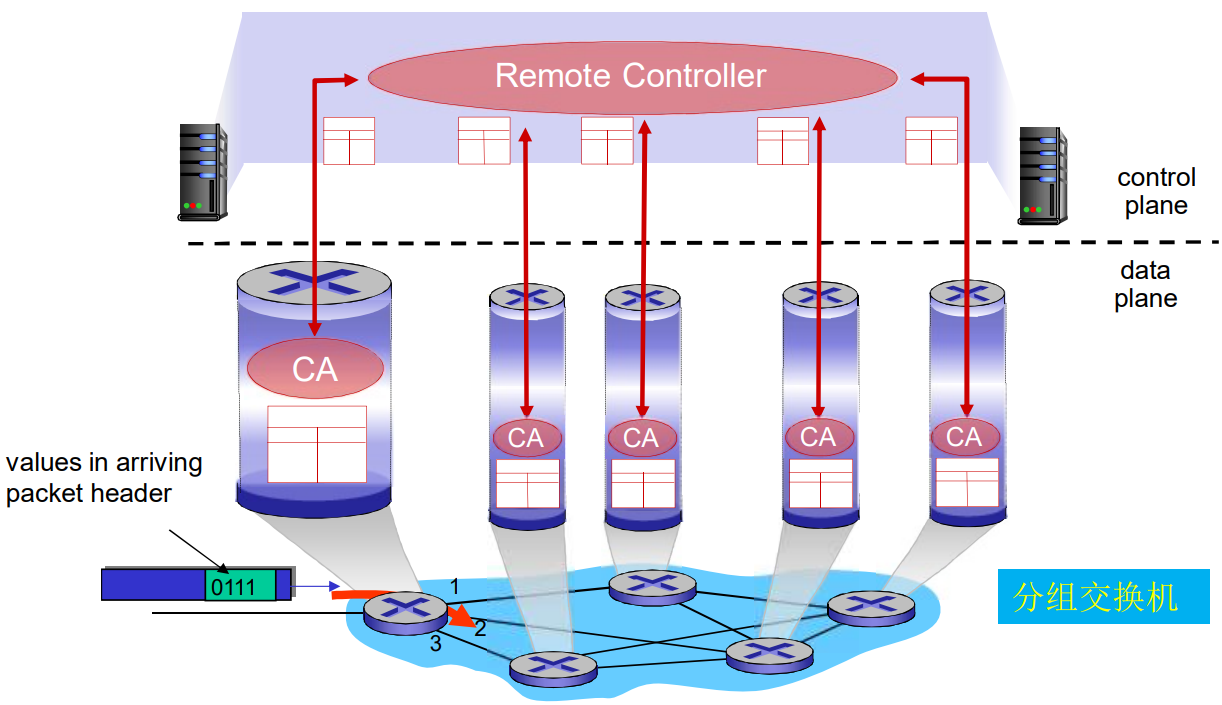 Remote Controller
control
plane
data
plane
CA
CA
CA
CA
CA
values in arriving
packet header
0111
1
2
3
分组交换机